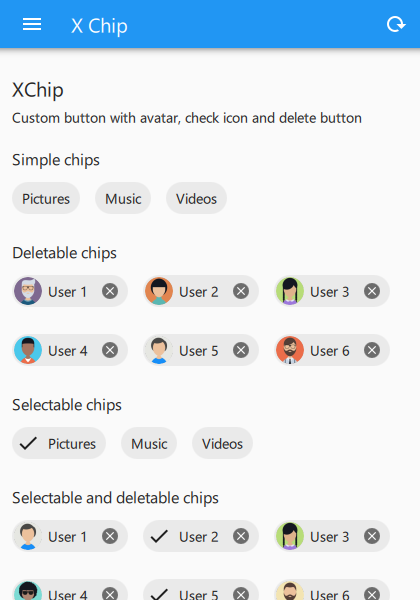 X Chip
XChip
Custom button with avatar, check icon and delete button
Simple chips
Pictures Music Videos
Deletable chips
User 1 User 2 User 3
User 4 User 5 User 6
Selectable chips
Pictures Music Videos
Selectable and deletable chips
User 1 User 2 User 3
User 4 User 5 User 6